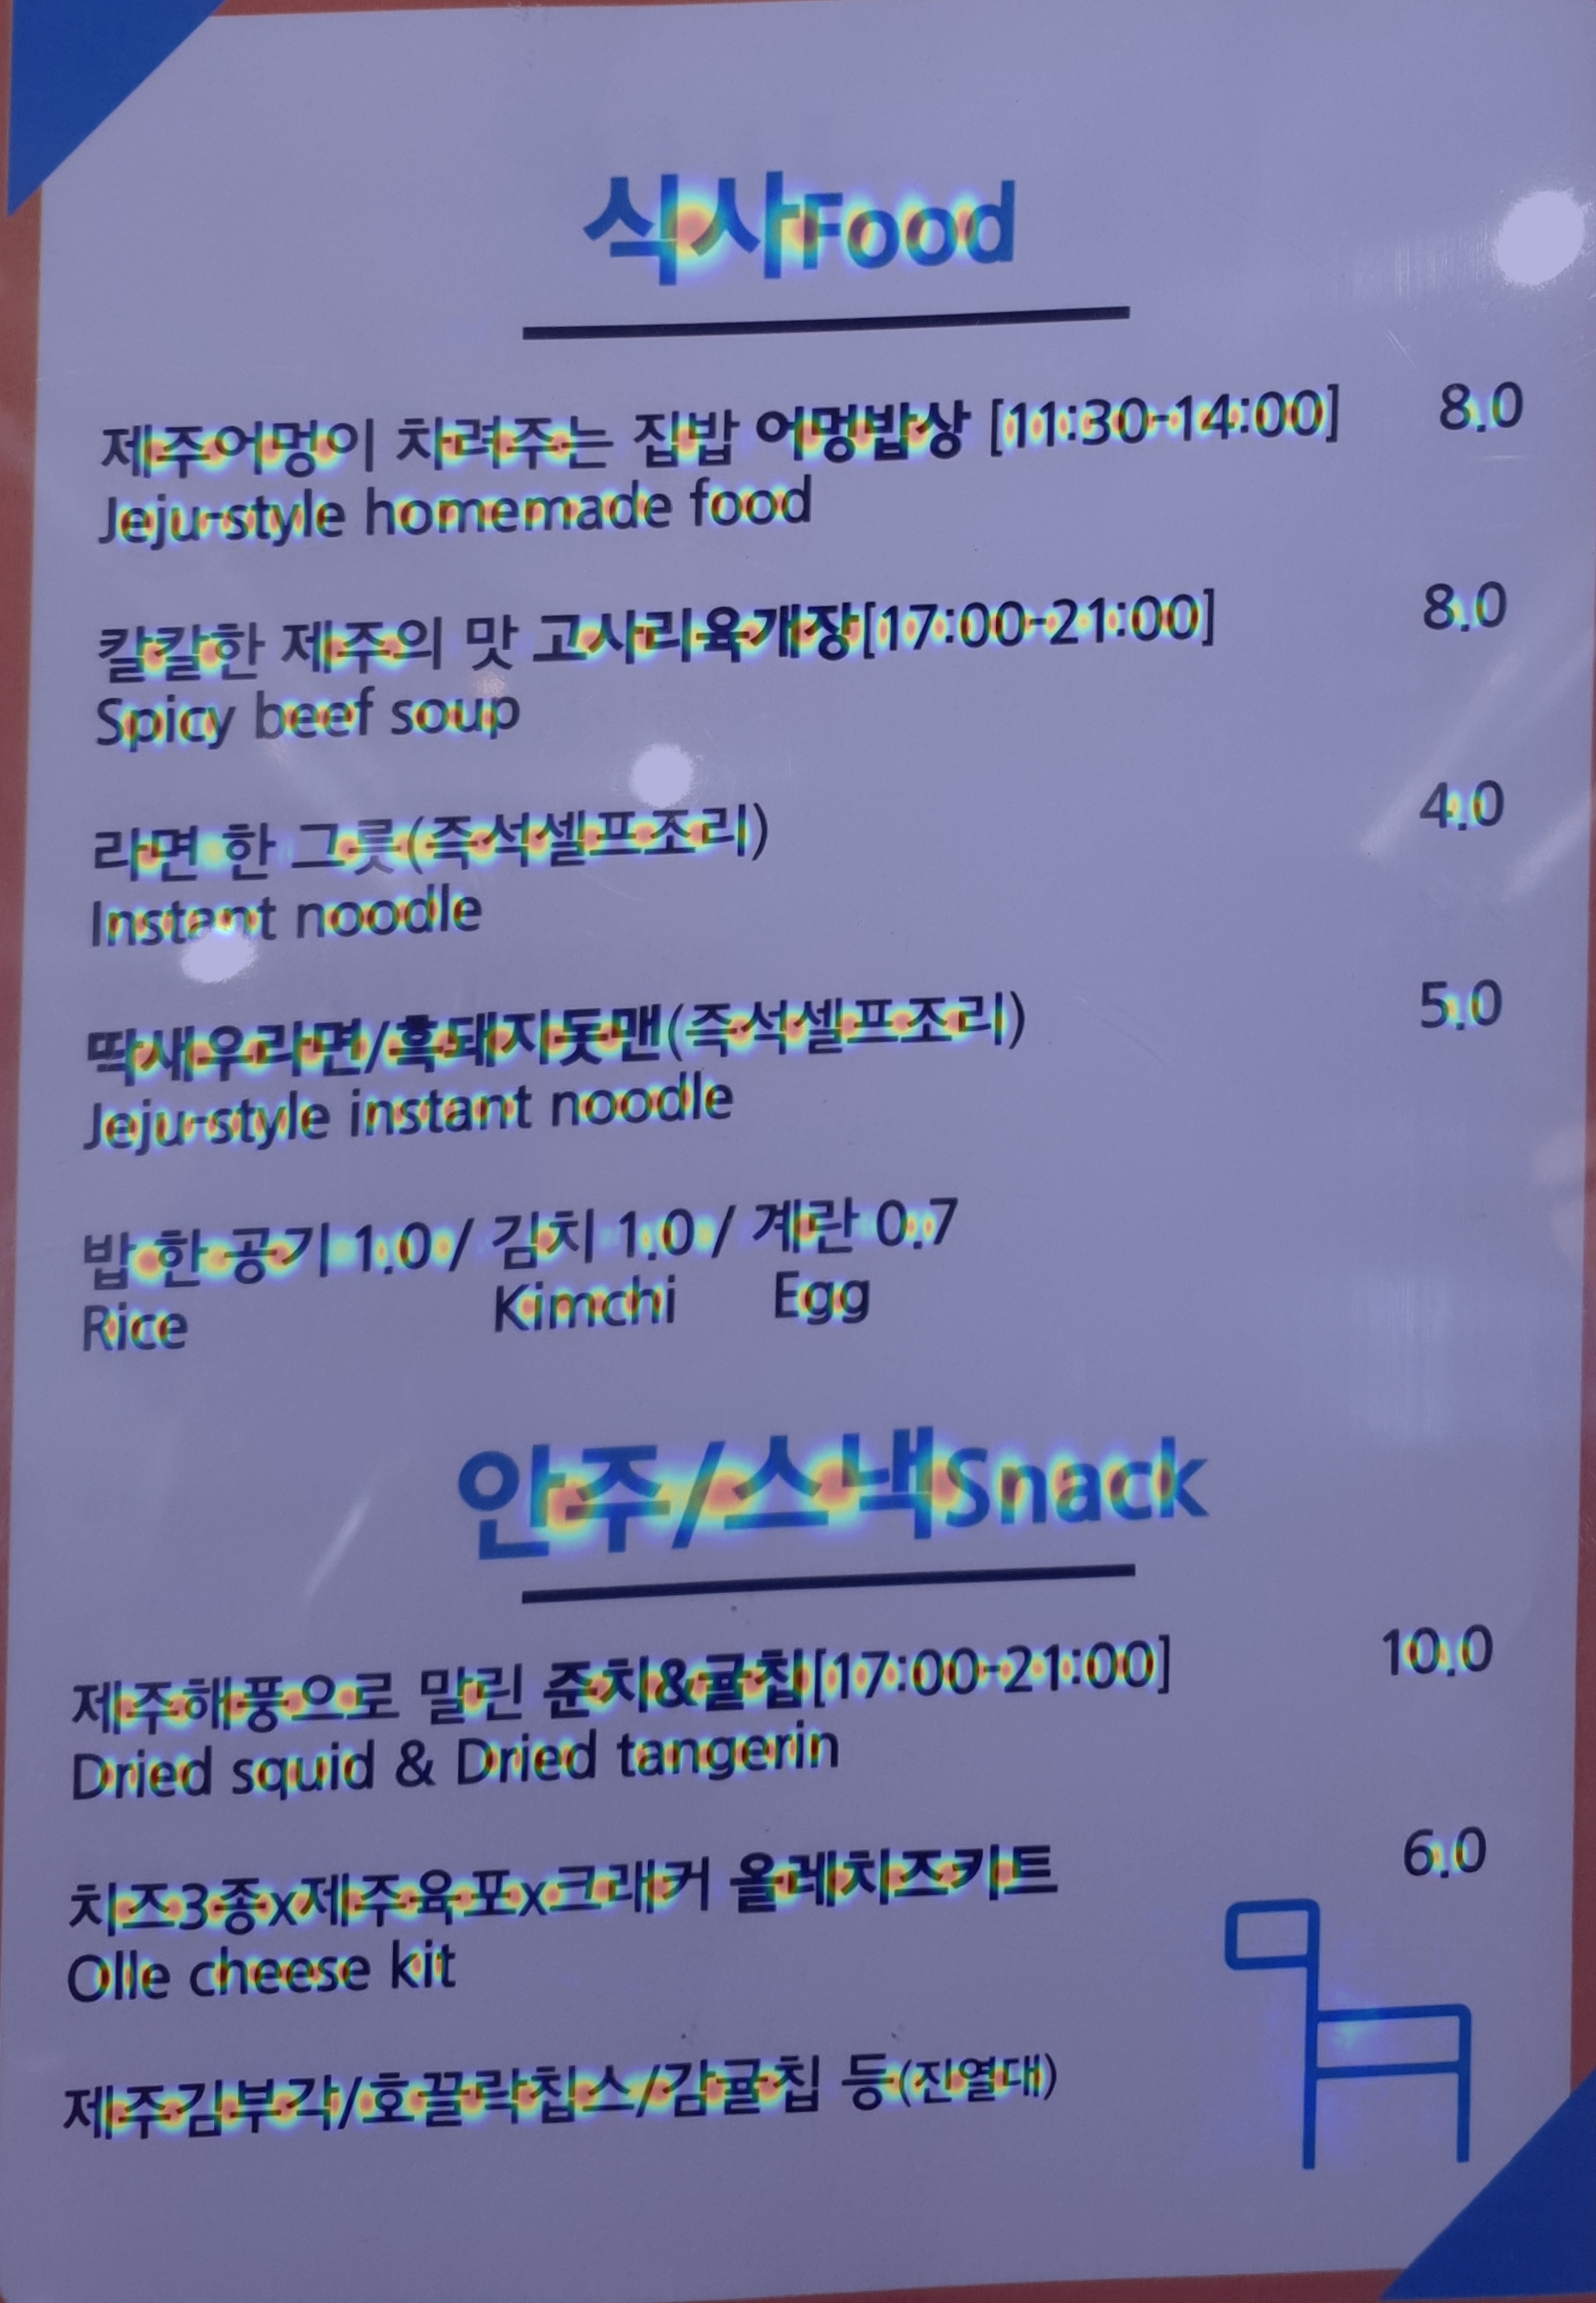 식사Food
제주어멍이 차려주는 집밥 어멍밥상 [11:30-14:00] 8.0
Jeju-style homemade food
칼칼한 제주의 맛 고사리육개장[17:00-21:00] 8.0
Spicy beef soup
라면 한 그릇(즉석셀프조리) 4.0
Instant noodle
딱새우라면/흑돼지돗맨(즉석셀프조리) 5.0
Jeju-style instant noodle
밥 한 공기 1.0 / 김치 1.0 / 계란 0.7
Rice Kimchi Egg
안주/스낵Snack
제주해풍으로 말린 준치&귤칩[17:00-21:00] 10.0
Dried squid & Dried tangerin
치즈3종x제주육포x크래커 올레치즈키트 6.0
Olle cheese kit
제주김부각/호끌락칩스/감귤칩 등(진열대)